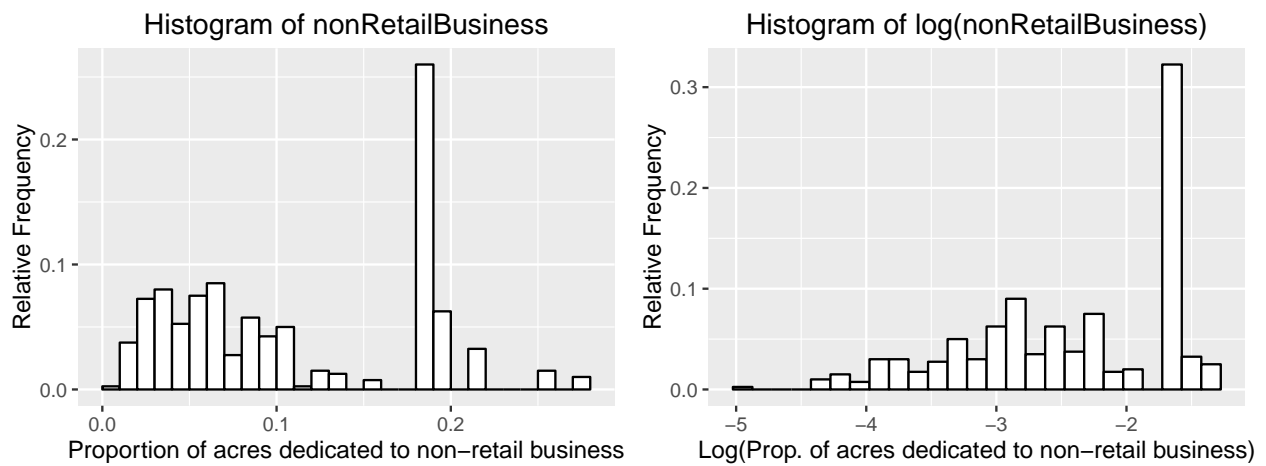 Histogram of nonRetailBusiness
Relative Frequency
0.2
0.1
0.0
0.0 0.1 0.2
Proportion of acres dedicated to non−retail business
Histogram of log(nonRetailBusiness)
Relative Frequency
0.3
0.2
0.1
0.0
−5 −4 −3 −2
Log(Prop. of acres dedicated to non−retail business)